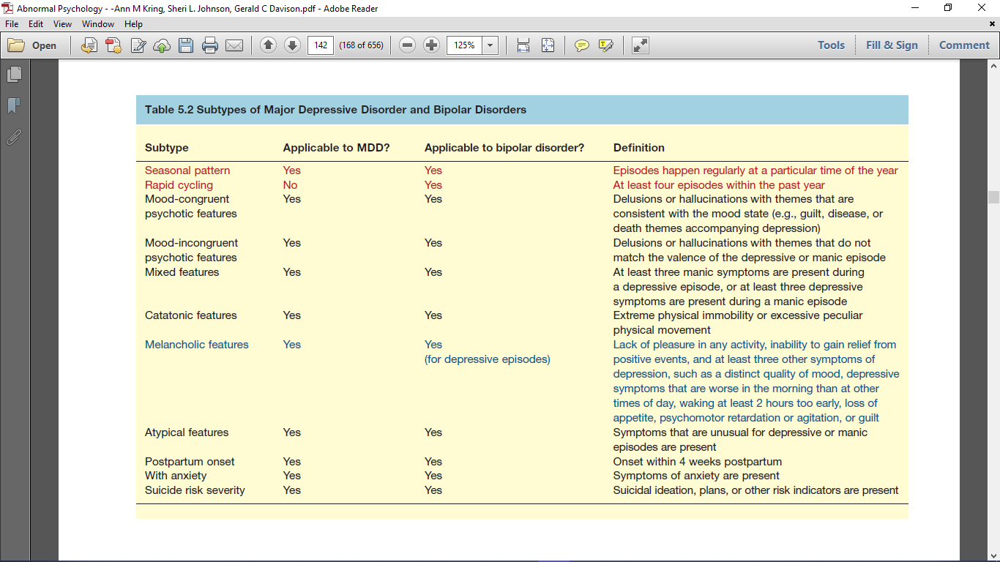 Abnormal Psychology - -Ann M Kring, Sheri L. Johnson, Gerald C Davison.pdf - Adobe Reader
File Edit View Window Help
Open 142 (168 of 656) 125% Tools Fill & Sign Comment
Table 5.2 Subtypes of Major Depressive Disorder and Bipolar Disorders
Subtype Applicable to MDD? Applicable to bipolar disorder? Definition
Seasonal pattern Yes Yes Episodes happen regularly at a particular time of the year
Rapid cycling No Yes At least four episodes within the past year
Mood-congruent Yes Yes Delusions or hallucinations with themes that are
psychotic features consistent with the mood state (e.g., guilt, disease, or
death themes accompanying depression)
Mood-incongruent Yes Yes Delusions or hallucinations with themes that do not
psychotic features match the valence of the depressive or manic episode
Mixed features Yes Yes At least three manic symptoms are present during
a depressive episode, or at least three depressive
symptoms are present during a manic episode
Catatonic features Yes Yes Extreme physical immobility or excessive peculiar
physical movement
Melancholic features Yes Yes Lack of pleasure in any activity, inability to gain relief from
(for depressive episodes) positive events, and at least three other symptoms of
depression, such as a distinct quality of mood, depressive
symptoms that are worse in the morning than at other
times of day, waking at least 2 hours too early, loss of
appetite, psychomotor retardation or agitation, or guilt
Atypical features Yes Yes Symptoms that are unusual for depressive or manic
episodes are present
Postpartum onset Yes Yes Onset within 4 weeks postpartum
With anxiety Yes Yes Symptoms of anxiety are present
Suicide risk severity Yes Yes Suicidal ideation, plans, or other risk indicators are present